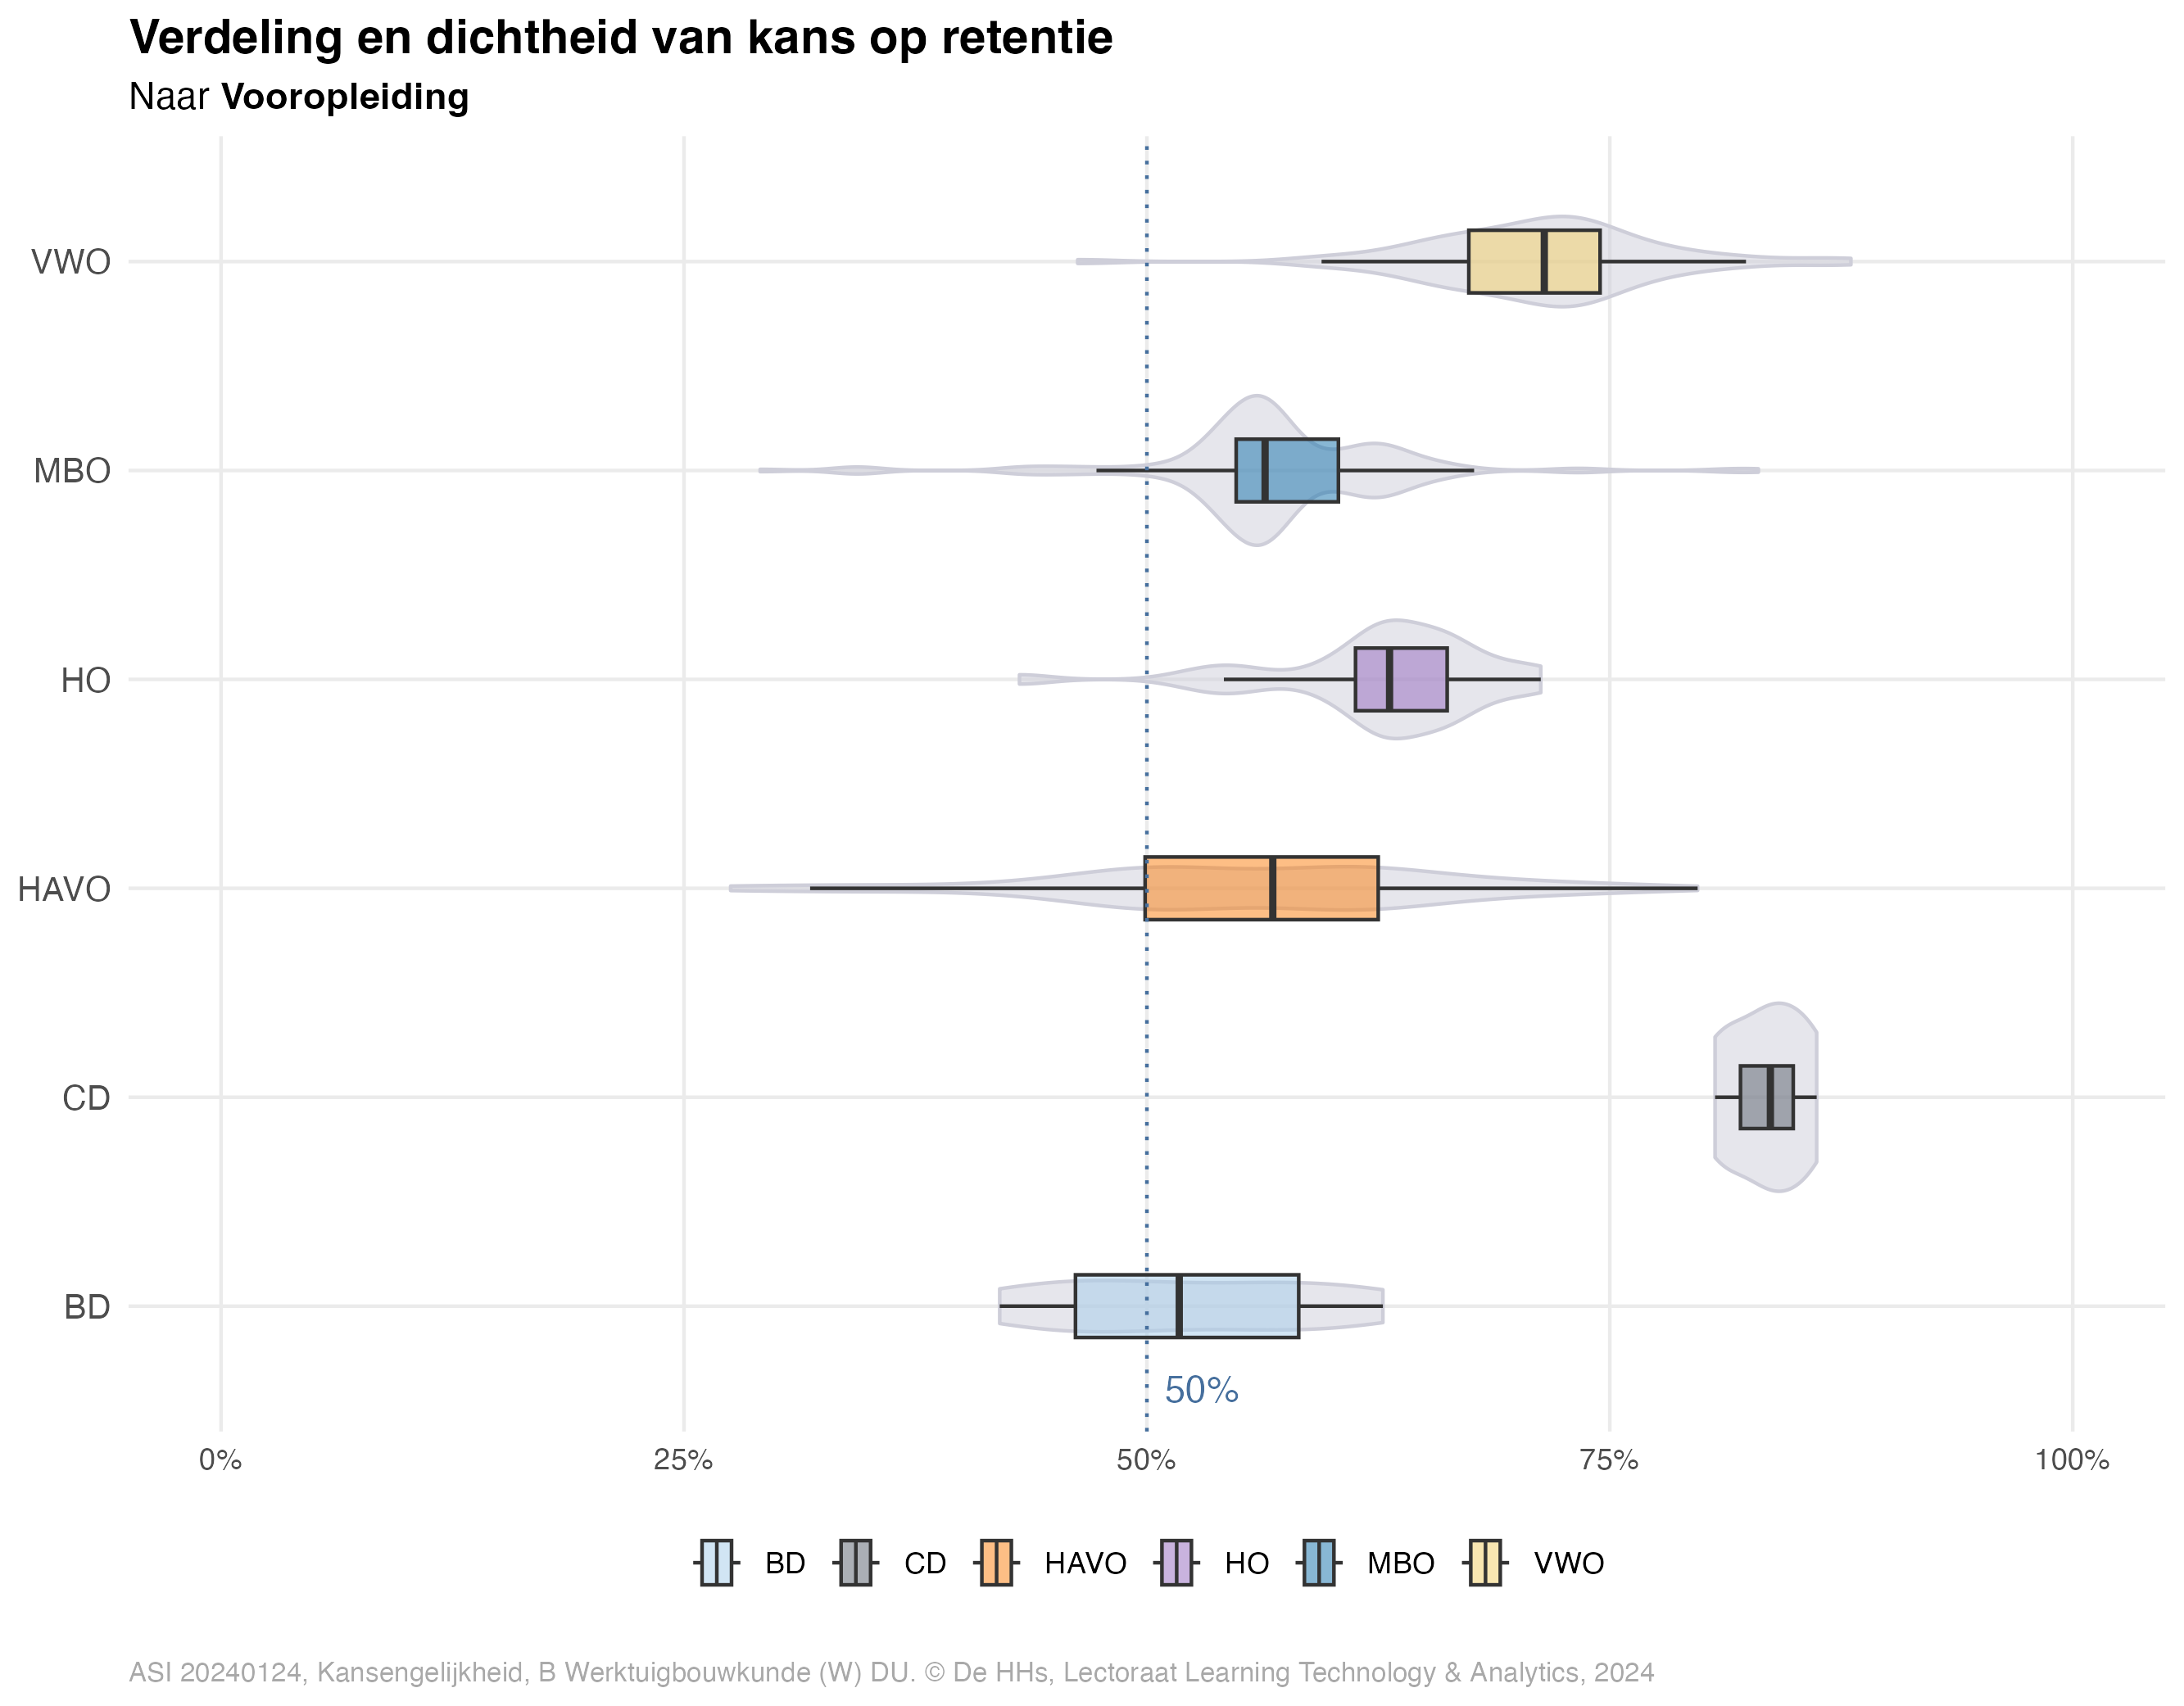 Verdeling en dichtheid van kans op retentie
Naar Vooropleiding
VWO
MBO
HO
HAVO
CD
BD
50%
0% 25% 50% 75% 100%
BD CD HAVO HO MBO VWO
ASI 20240124, Kansengelijkheid, B Werktuigbouwkunde (W) DU. © De HHs, Lectoraat Learning Technology & Analytics, 2024